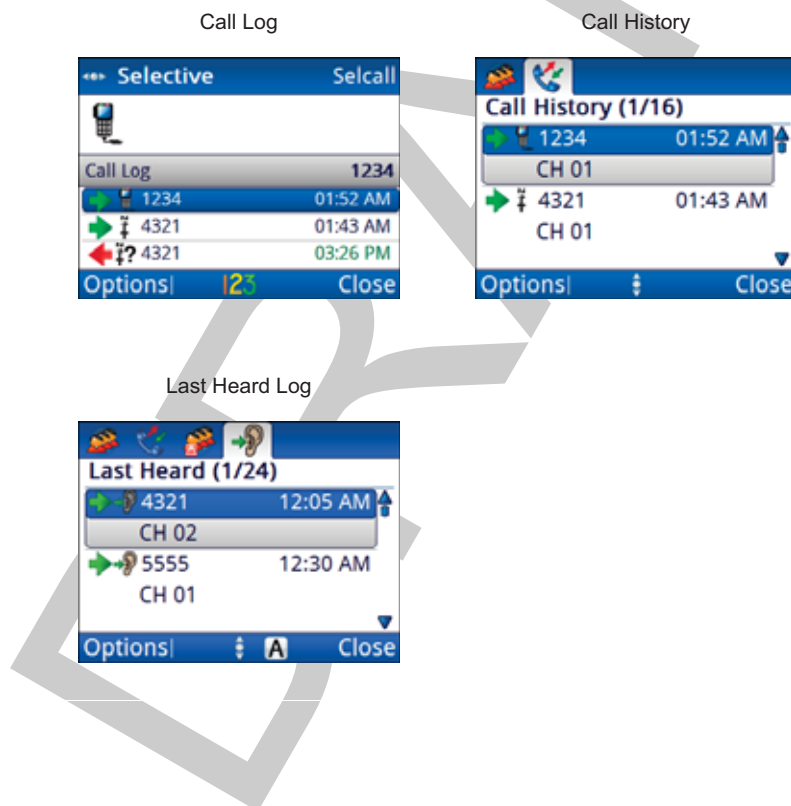 Call Log
Selective Selcall
Call Log 1234
1234 01:52 AM
4321 01:43 AM
? 4321 03:26 PM
Options 123 Close
Call History
Call History (1/16)
1234 01:52 AM
CH 01
4321 01:43 AM
CH 01
Options Close
Last Heard Log
Last Heard (1/24)
4321 12:05 AM
CH 02
5555 12:30 AM
CH 01
Options A Close
DRAFT